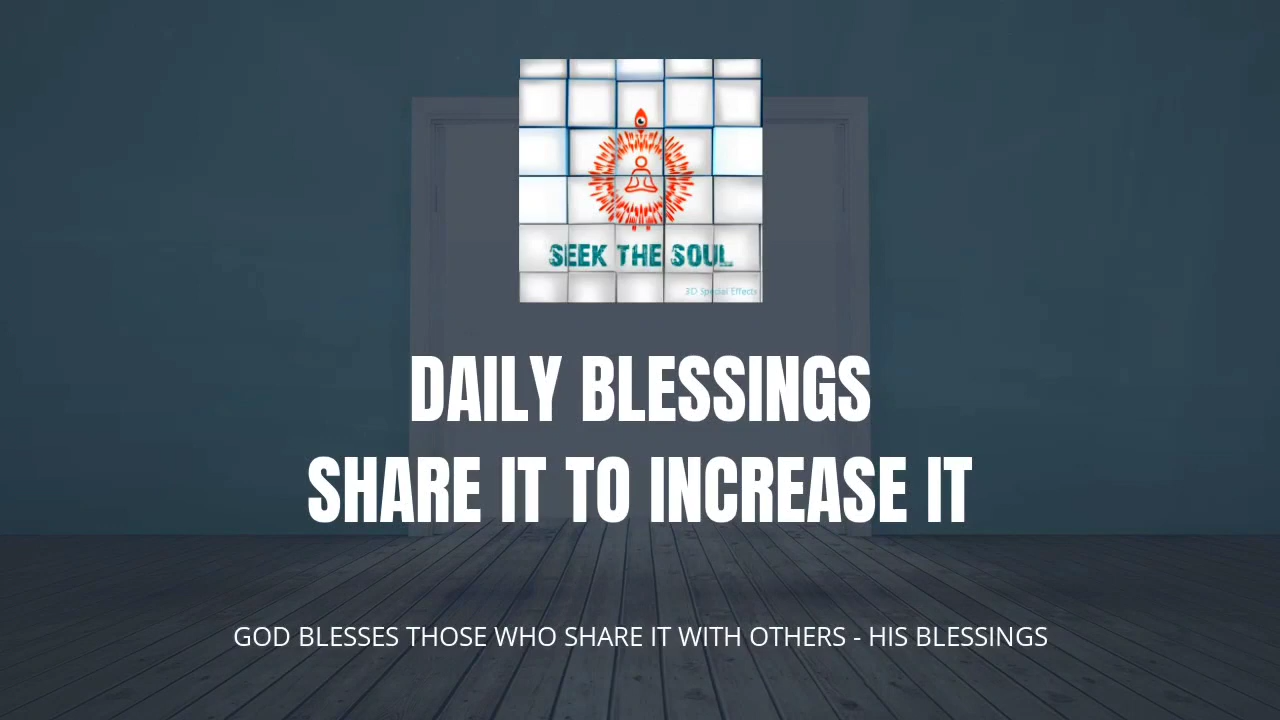 SEEK THE SOUL
3D Special Effects
DAILY BLESSINGS
SHARE IT TO INCREASE IT
GOD BLESSES THOSE WHO SHARE IT WITH OTHERS - HIS BLESSINGS